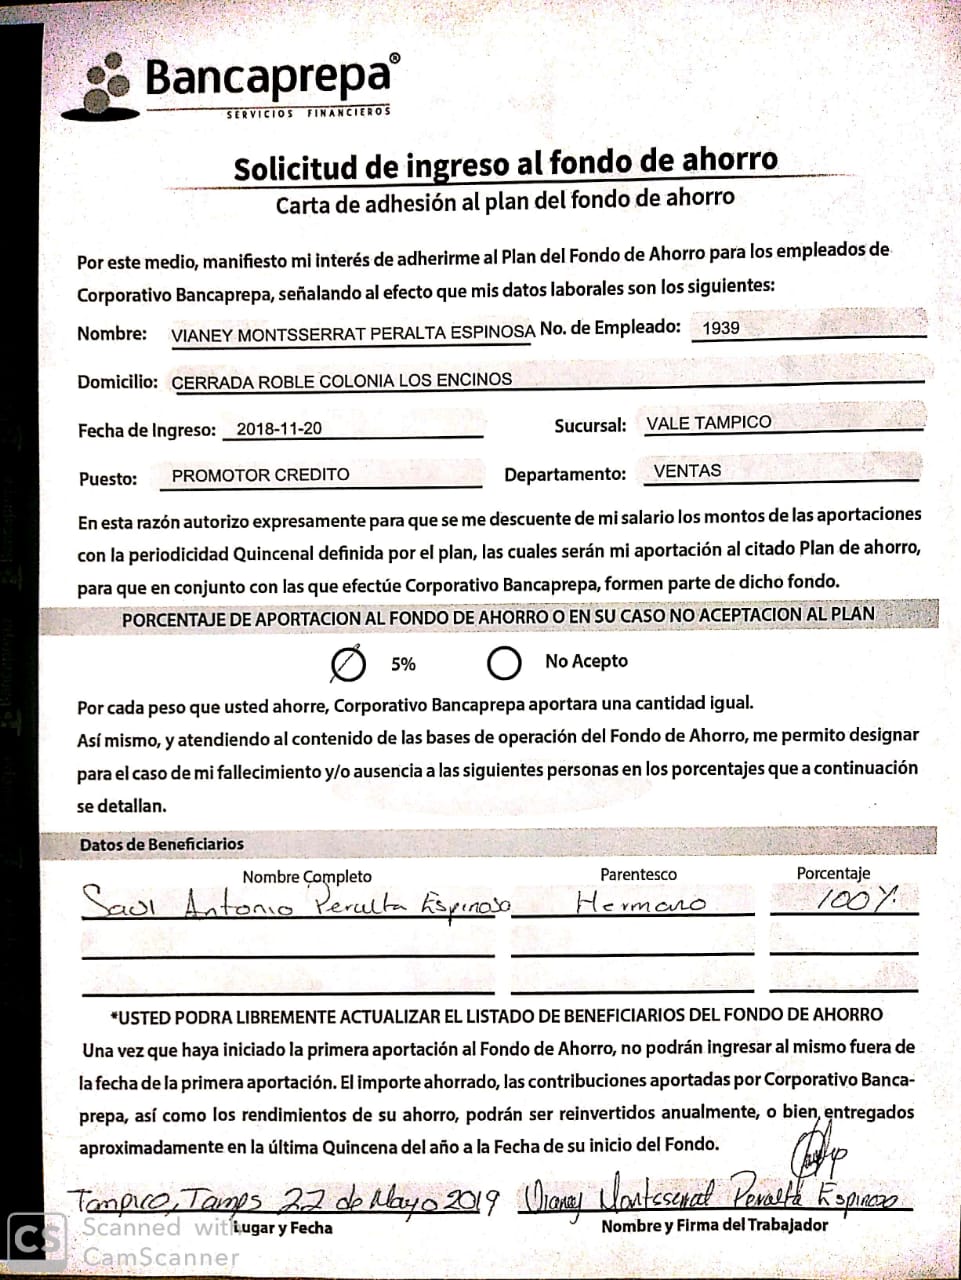 Bancaprepa®
SERVICIOS FINANCIEROS
Solicitud de ingreso al fondo de ahorro
Carta de adhesión al plan del fondo de ahorro
Por este medio, manifiesto mi interés de adherirme al Plan del Fondo de Ahorro para los empleados de
Corporativo Bancaprepa, señalando al efecto que mis datos laborales son los siguientes:
Nombre: VIANEY MONTSSERRAT PERALTA ESPINOSA No. de Empleado: 1939
Domicilio: CERRADA ROBLE COLONIA LOS ENCINOS
Fecha de Ingreso: 2018-11-20 Sucursal: VALE TAMPICO
Puesto: PROMOTOR CREDITO Departamento: VENTAS
En esta razón autorizo expresamente para que se me descuente de mi salario los montos de las aportaciones
con la periodicidad Quincenal definida por el plan, las cuales serán mi aportación al citado Plan de ahorro,
para que en conjunto con las que efectúe Corporativo Bancaprepa, formen parte de dicho fondo.
PORCENTAJE DE APORTACION AL FONDO DE AHORRO O EN SU CASO NO ACEPTACION AL PLAN
5% No Acepto
Por cada peso que usted ahorre, Corporativo Bancaprepa aportara una cantidad igual.
Así mismo, y atendiendo al contenido de las bases de operación del Fondo de Ahorro, me permito designar
para el caso de mi fallecimiento y/o ausencia a las siguientes personas en los porcentajes que a continuación
se detallan.
Datos de Beneficiarios
Nombre Completo Parentesco Porcentaje
Saúl Antonio Peralta Espinosa Hermano 100%
*USTED PODRA LIBREMENTE ACTUALIZAR EL LISTADO DE BENEFICIARIOS DEL FONDO DE AHORRO
Una vez que haya iniciado la primera aportación al Fondo de Ahorro, no podrán ingresar al mismo fuera de
la fecha de la primera aportación. El importe ahorrado, las contribuciones aportadas por Corporativo Banca-
prepa, así como los rendimientos de su ahorro, podrán ser reinvertidos anualmente, o bien, entregados
aproximadamente en la última Quincena del año a la Fecha de su inicio del Fondo.
Tampico, Tamps 22 de Mayo 2019 Vianey Montsserrat Peralta Espinosa
Lugar y Fecha Nombre y Firma del Trabajador
CS Scanned with
CamScanner